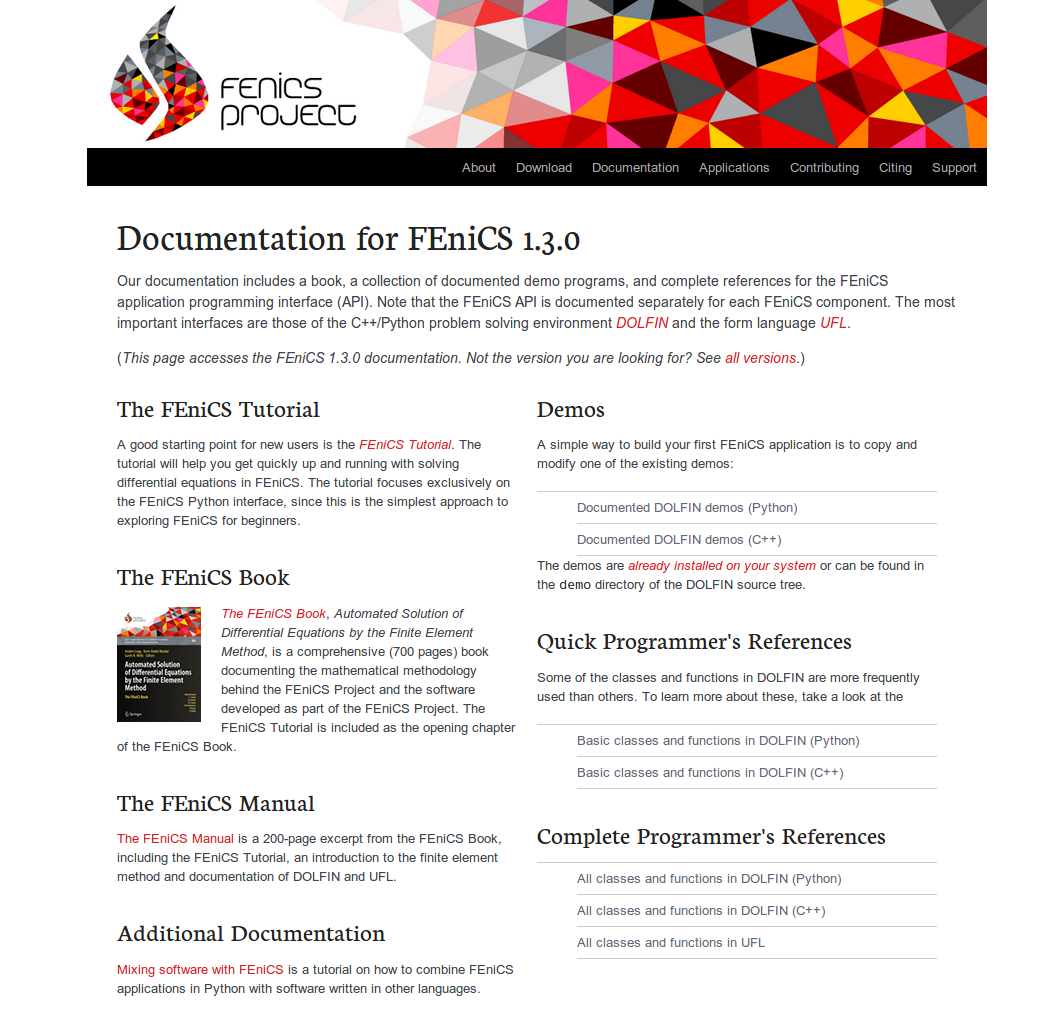 FENICS
PROJECT
About Download Documentation Applications Contributing Citing Support
Documentation for FEniCS 1.3.0
Our documentation includes a book, a collection of documented demo programs, and complete references for the FEniCS
application programming interface (API). Note that the FEniCS API is documented separately for each FEniCS component. The most
important interfaces are those of the C++/Python problem solving environment DOLFIN and the form language UFL.
(This page accesses the FEniCS 1.3.0 documentation. Not the version you are looking for? See all versions.)
The FEniCS Tutorial
A good starting point for new users is the FEniCS Tutorial. The
tutorial will help you get quickly up and running with solving
differential equations in FEniCS. The tutorial focuses exclusively on
the FEniCS Python interface, since this is the simplest approach to
exploring FEniCS for beginners.
The FEniCS Book
Automated Solution
of Differential Equations
by the Finite Element
Method
The FEniCS Book
Springer
The FEniCS Book, Automated Solution of
Differential Equations by the Finite Element
Method, is a comprehensive (700 pages) book
documenting the mathematical methodology
behind the FEniCS Project and the software
developed as part of the FEniCS Project. The
FEniCS Tutorial is included as the opening chapter
of the FEniCS Book.
The FEniCS Manual
The FEniCS Manual is a 200-page excerpt from the FEniCS Book,
including the FEniCS Tutorial, an introduction to the finite element
method and documentation of DOLFIN and UFL.
Additional Documentation
Mixing software with FEniCS is a tutorial on how to combine FEniCS
applications in Python with software written in other languages.
Demos
A simple way to build your first FEniCS application is to copy and
modify one of the existing demos:
Documented DOLFIN demos (Python)
Documented DOLFIN demos (C++)
The demos are already installed on your system or can be found in
the demo directory of the DOLFIN source tree.
Quick Programmer's References
Some of the classes and functions in DOLFIN are more frequently
used than others. To learn more about these, take a look at the
Basic classes and functions in DOLFIN (Python)
Basic classes and functions in DOLFIN (C++)
Complete Programmer's References
All classes and functions in DOLFIN (Python)
All classes and functions in DOLFIN (C++)
All classes and functions in UFL